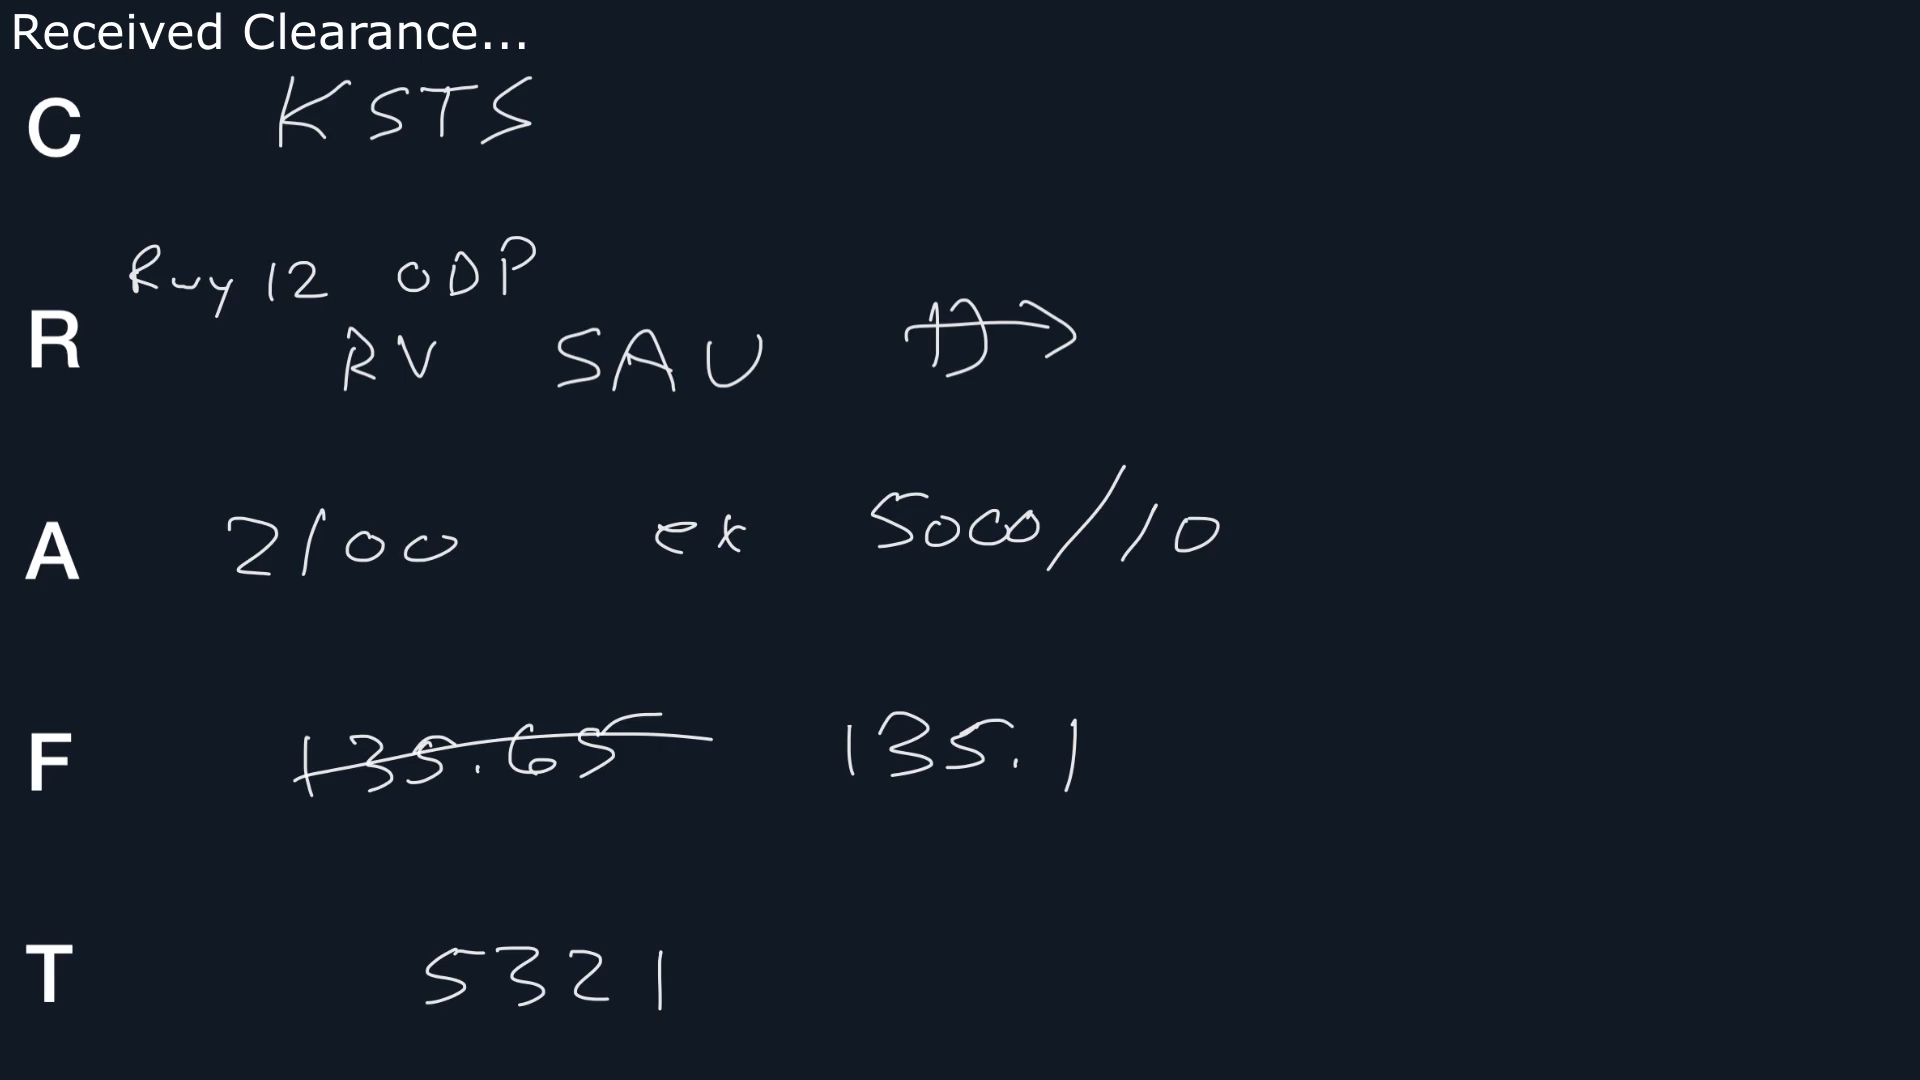 Received Clearance...
C KSTS
Rwy 12 ODP
R RV SAU D
A 2100 ex 5000/10
F 135.65 135.1
T 5321